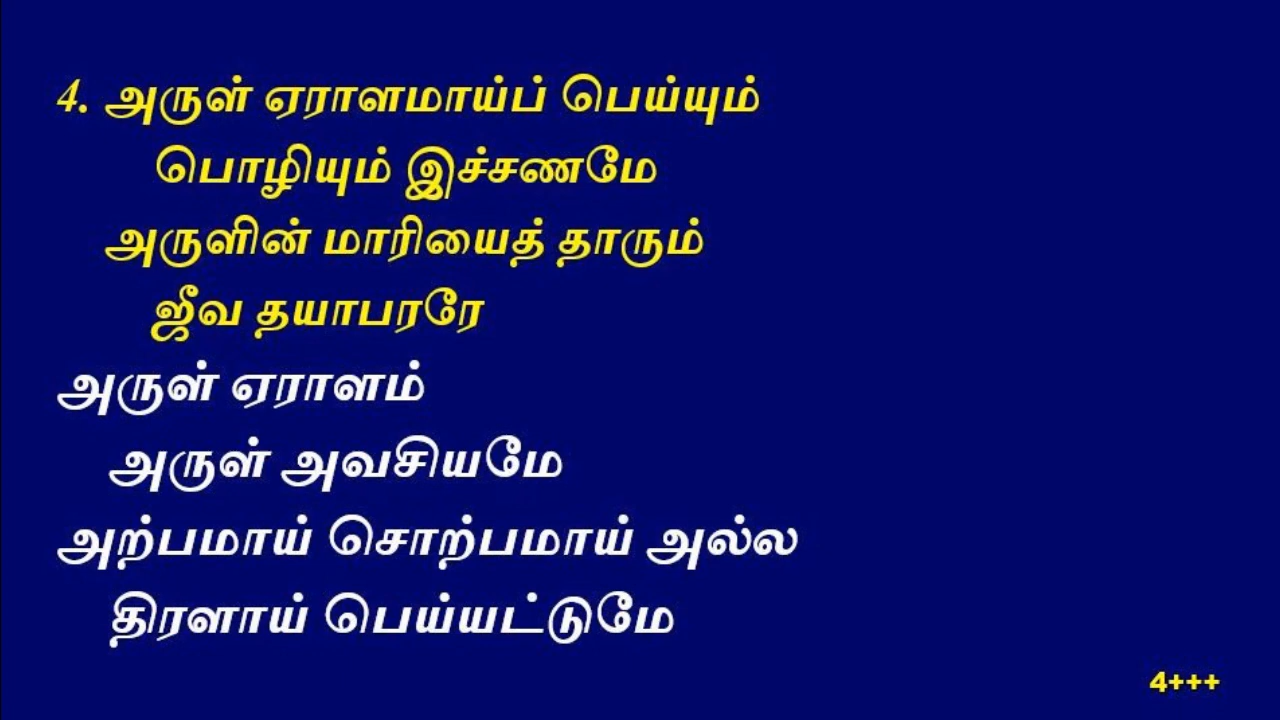 4. அருள் ஏராளமாய்ப் பெய்யும்
பொழியும் இச்சணமே
அருளின் மாரியைத் தாரும்
ஜீவ தயாபரரே
அருள் ஏராளம்
அருள் அவசியமே
அற்பமாய் சொற்பமாய் அல்ல
திரளாய் பெய்யட்டுமே
4+++